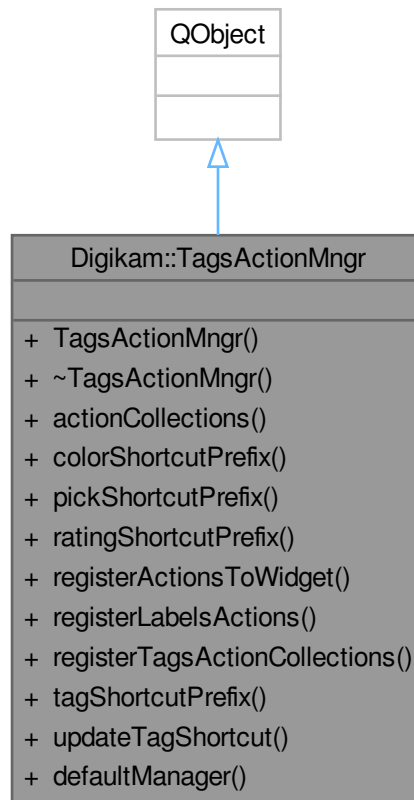 QObject
Digikam::TagsActionMngr
+ TagsActionMngr()
+ ~TagsActionMngr()
+ actionCollections()
+ colorShortcutPrefix()
+ pickShortcutPrefix()
+ ratingShortcutPrefix()
+ registerActionsToWidget()
+ registerLabelsActions()
+ registerTagsActionCollections()
+ tagShortcutPrefix()
+ updateTagShortcut()
+ defaultManager()